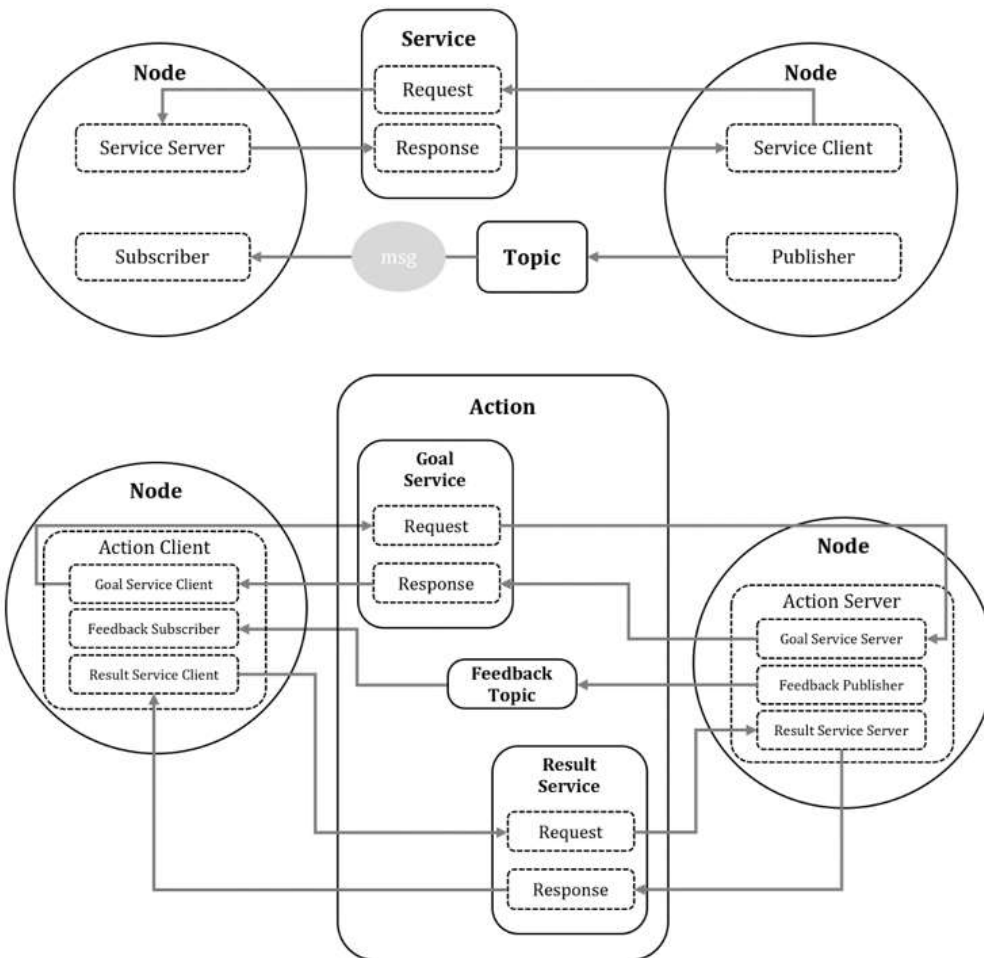 Service
Node
Request
Node
Service Server
Response
Service Client
Subscriber
msg
Topic
Publisher
Action
Goal
Service
Node
Request
Node
Action Client
Goal Service Client
Response
Action Server
Feedback Subscriber
Goal Service Server
Result Service Client
Feedback
Topic
Feedback Publisher
Result Service Server
Result
Service
Request
Response